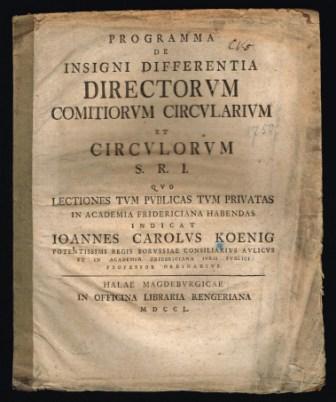 PROGRAMMA
DE
INSIGNI DIFFERENTIA
DIRECTORVM
COMITIORVM CIRCVLARIVM
ET
CIRCVLORVM
S. R. I.
QVO
LECTIONES TVM PVBLICAS TVM PRIVATAS
IN ACADEMIA FRIDERICIANA HABENDAS
INDICAT
IOANNES CAROLVS KOENIG
POTENTISSIMI REGIS BORVSSIAE CONSILIARIVS AVLICVS
ET IN ACADEMIA FRIDERICIANA IVRIS PVBLICI
PROFESSOR ORDINARIVS
HALAE MAGDEBVRGICAE
IN OFFICINA LIBRARIA RENGERIANA
MDCCL